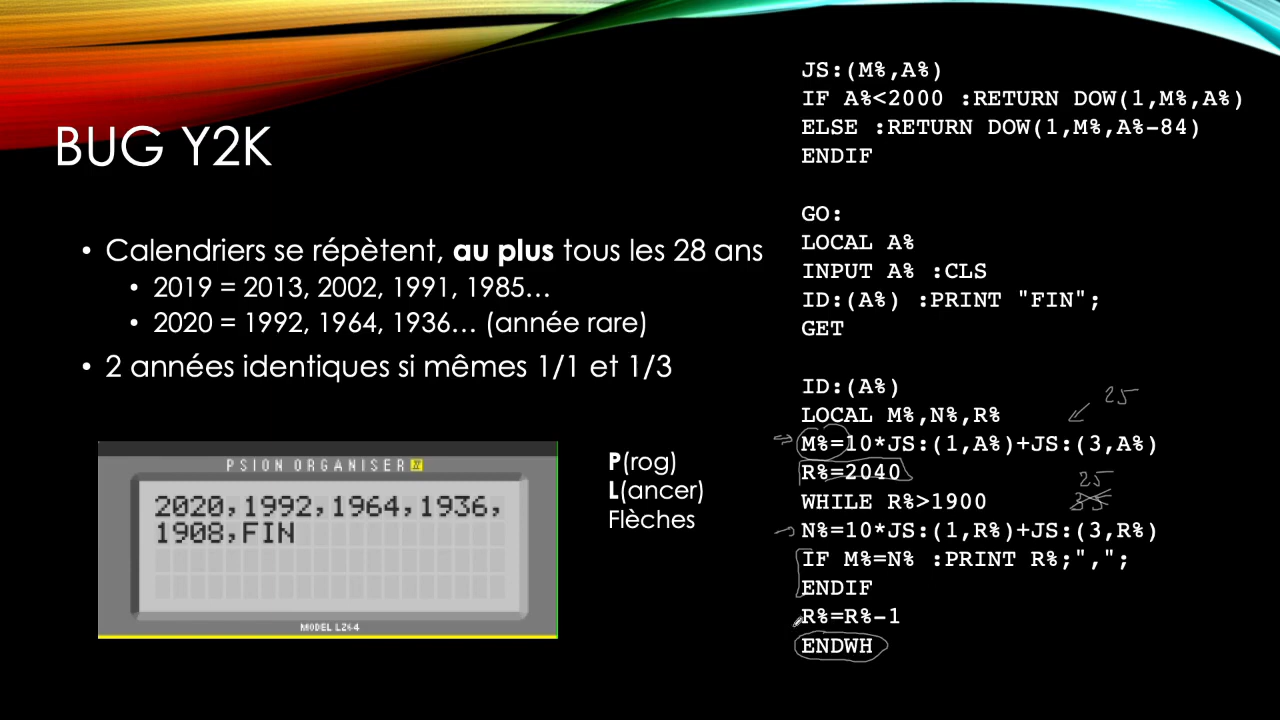 BUG Y2K
• Calendriers se répètent, au plus tous les 28 ans
• 2019 = 2013, 2002, 1991, 1985…
• 2020 = 1992, 1964, 1936… (année rare)
• 2 années identiques si mêmes 1/1 et 1/3
PSION ORGANISER II
2020,1992,1964,1936,
1908,FIN
MODEL LZ64
P(rog)
L(ancer)
Flèches
JS:(M%,A%)
IF A%<2000 :RETURN DOW(1,M%,A%)
ELSE :RETURN DOW(1,M%,A%-84)
ENDIF
GO:
LOCAL A%
INPUT A% :CLS
ID:(A%) :PRINT "FIN";
GET
ID:(A%)
25
LOCAL M%,N%,R%
M%=10*JS:(1,A%)+JS:(3,A%)
R%=2040
25
WHILE R%>1900
N%=10*JS:(1,R%)+JS:(3,R%)
IF M%=N% :PRINT R%;",";
ENDIF
R%=R%-1
ENDWH